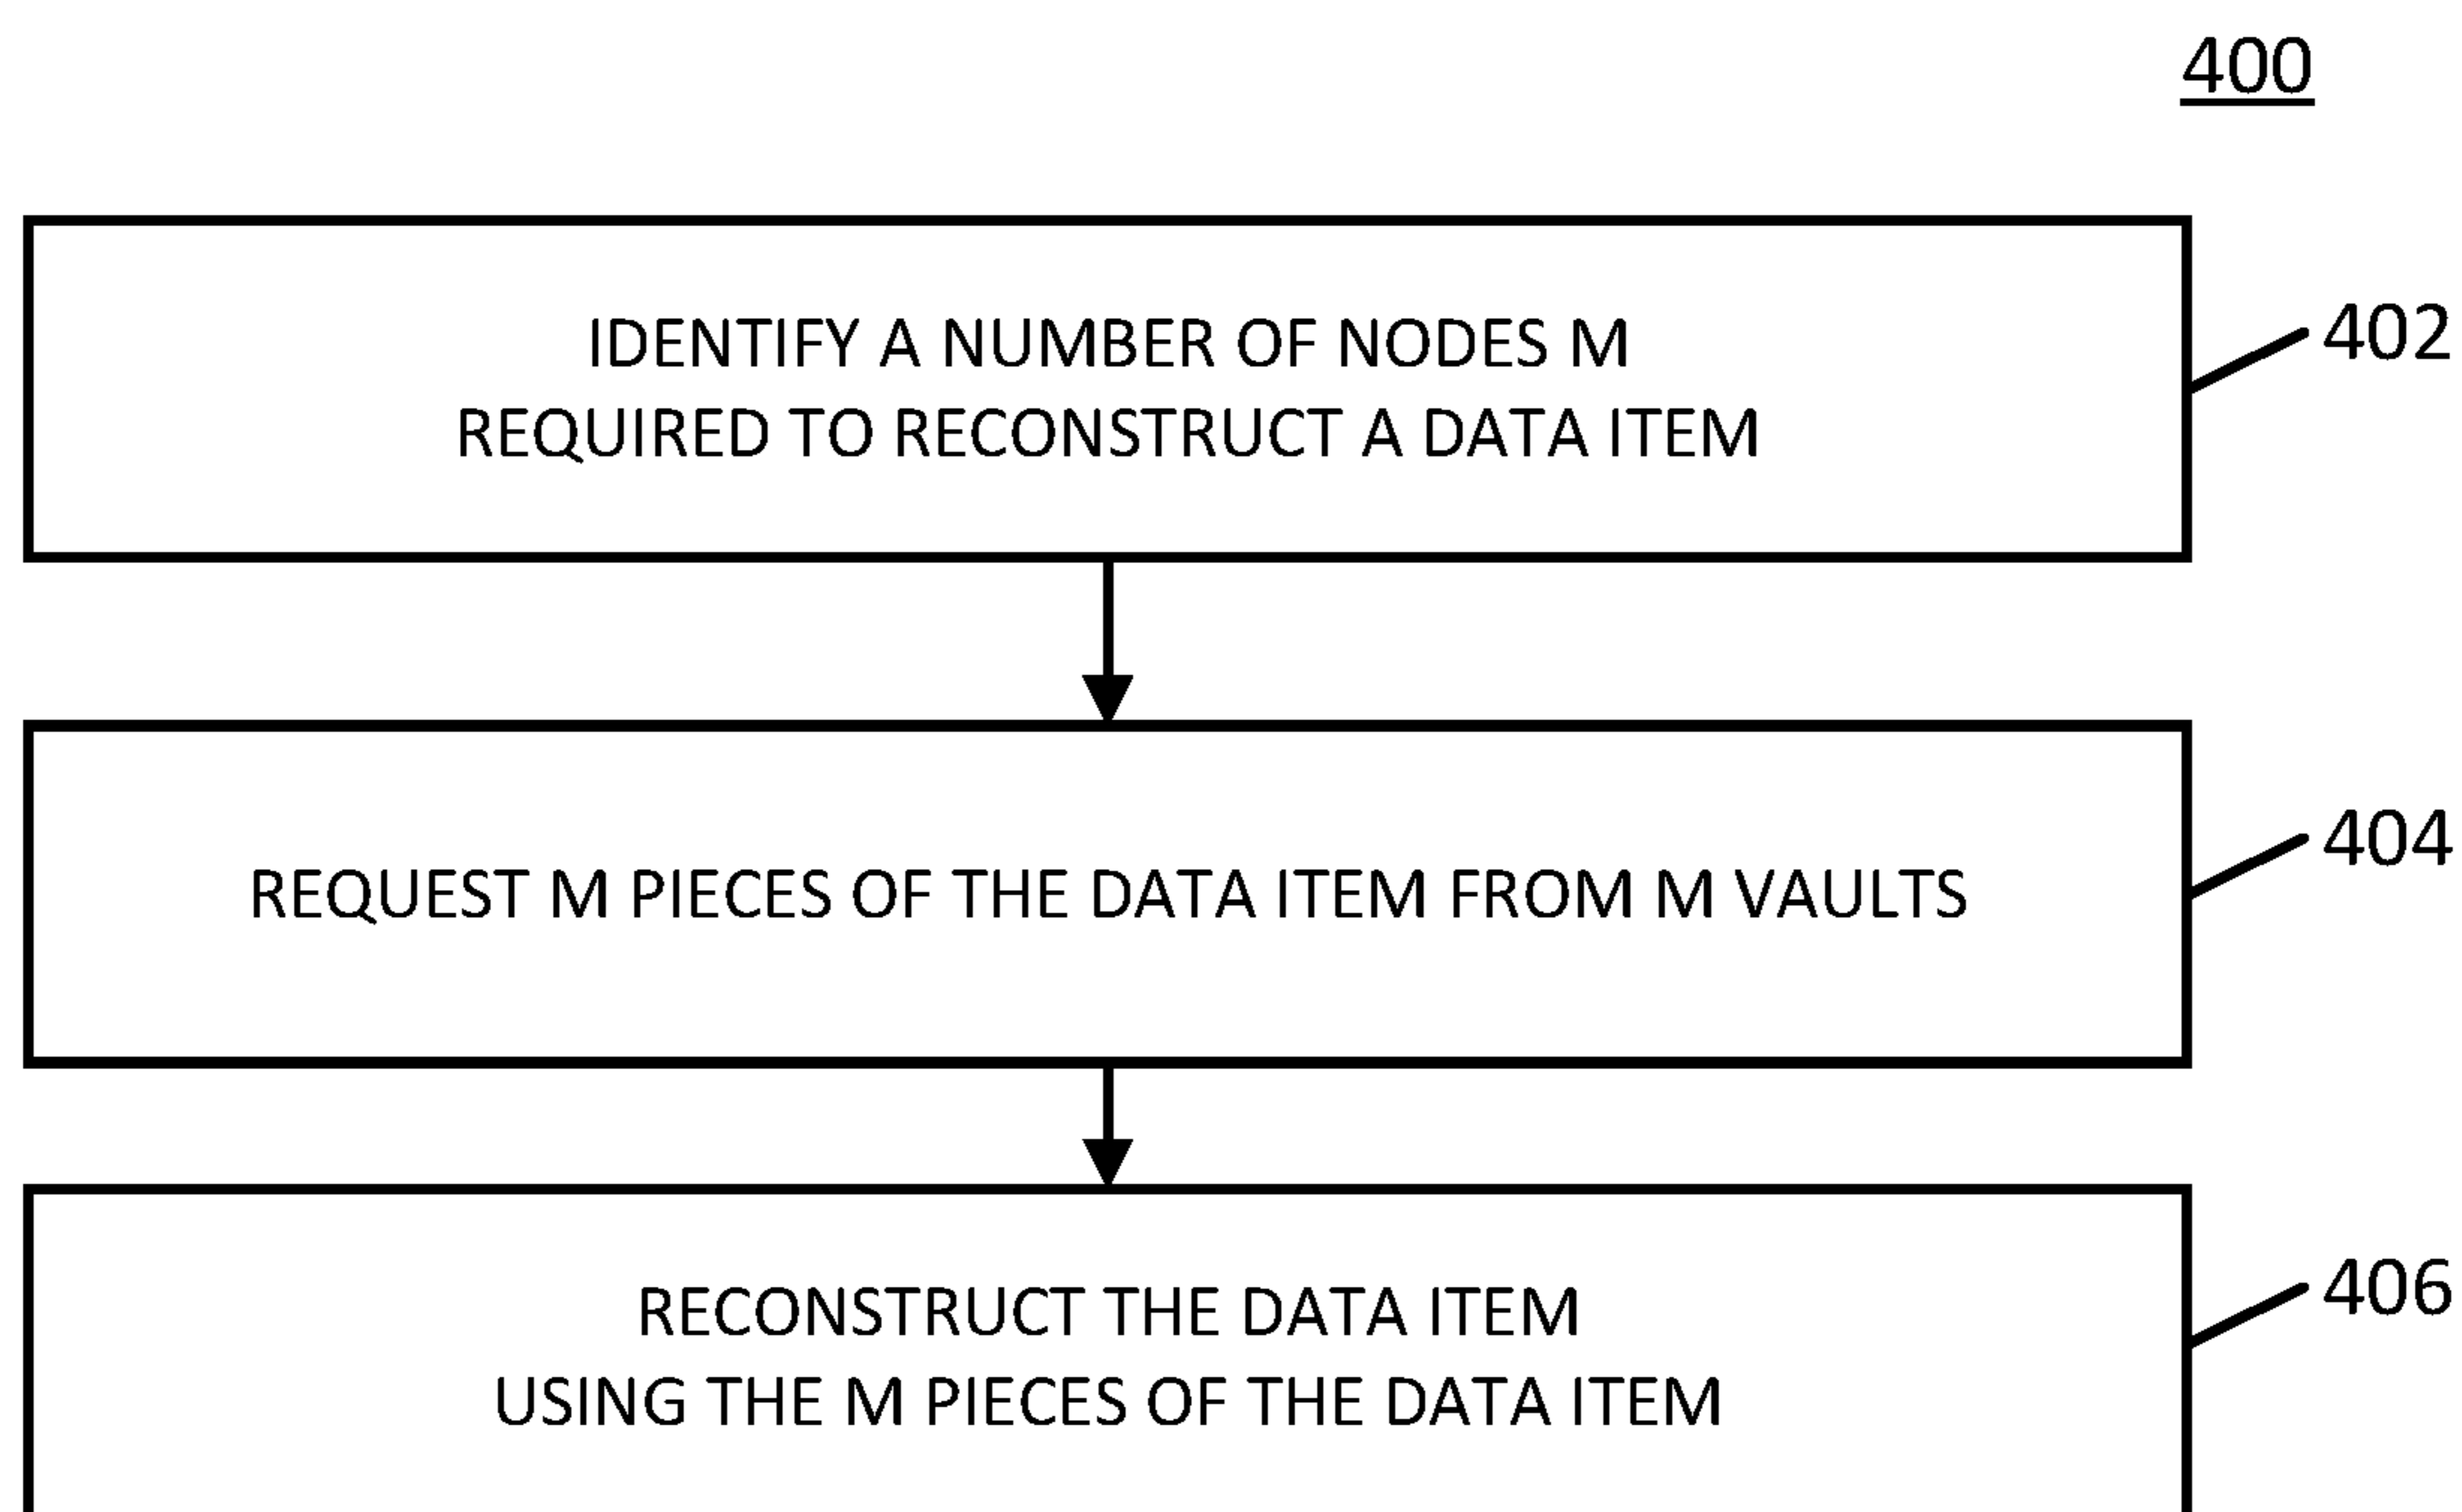 400
IDENTIFY A NUMBER OF NODES M
REQUIRED TO RECONSTRUCT A DATA ITEM
402
REQUEST M PIECES OF THE DATA ITEM FROM M VAULTS
404
RECONSTRUCT THE DATA ITEM
USING THE M PIECES OF THE DATA ITEM
406